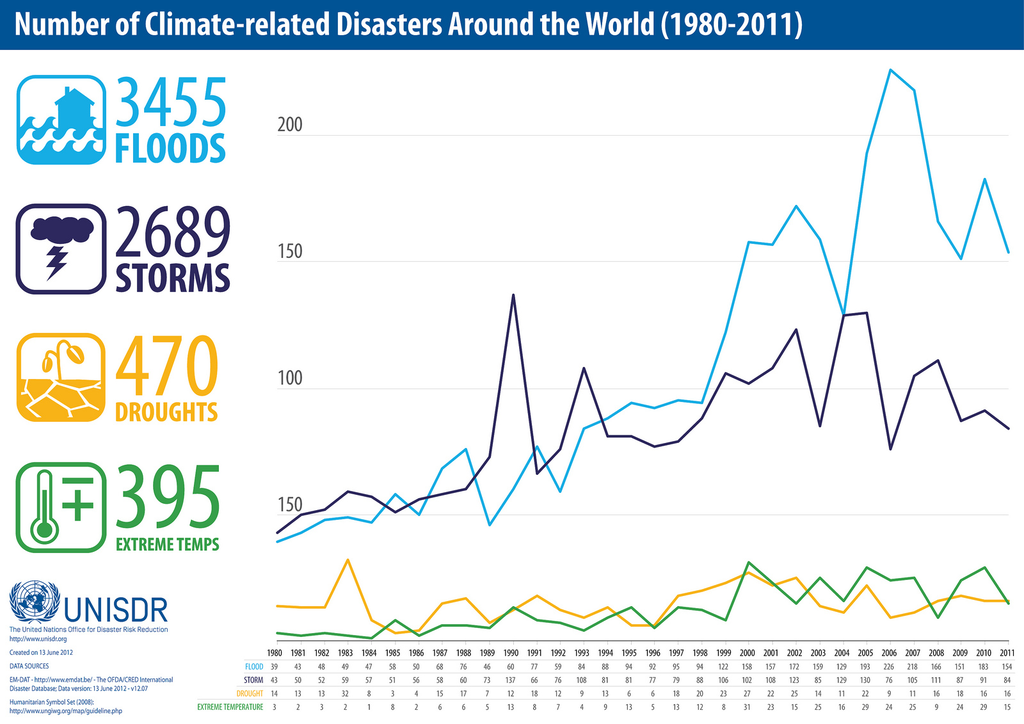 Number of Climate-related Disasters Around the World (1980-2011)
3455
FLOODS
2689
STORMS
470
DROUGHTS
395
EXTREME TEMPS
UNISDR
The United Nations Office for Disaster Risk Reduction
http://www.unisdr.org
Created on 13 June 2012
DATA SOURCES
EM-DAT - http://www.emdat.be/ - The OFDA/CRED International
Disaster Database; Data version: 13 June 2012 - v12.07
Humanitarian Symbol Set (2008):
http://www.ungiwg.org/map/guideline.php
200
150
100
150
1980 1981 1982 1983 1984 1985 1986 1987 1988 1989 1990 1991 1992 1993 1994 1995 1996 1997 1998 1999 2000 2001 2002 2003 2004 2005 2006 2007 2008 2009 2010 2011
FLOOD 39 43 48 49 47 58 50 68 76 46 60 77 59 84 88 94 92 95 94 122 158 157 172 159 129 193 226 218 166 151 183 154
STORM 43 50 52 59 57 51 56 58 60 73 137 66 76 108 81 81 77 79 88 106 102 108 123 85 129 130 76 105 111 87 91 84
DROUGHT 14 13 13 32 8 3 4 15 17 7 12 18 12 9 13 6 6 18 20 23 27 22 25 14 11 22 9 11 16 18 16 16
EXTREME TEMPERATURE 3 2 3 2 1 8 2 6 6 5 13 8 7 4 9 13 5 13 12 8 31 23 15 25 16 29 24 25 9 24 29 15